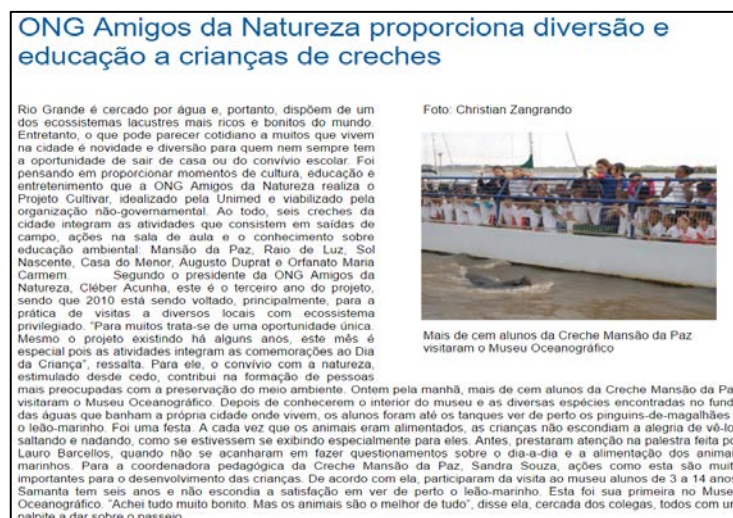 ONG Amigos da Natureza proporciona diversão e
educação a crianças de creches
Rio Grande é cercado por água e, portanto, dispõem de um
dos ecossistemas lacustres mais ricos e bonitos do mundo.
Entretanto, o que pode parecer cotidiano a muitos que vivem
na cidade é novidade e diversão para quem nem sempre tem
a oportunidade de sair de casa ou do convívio escolar. Foi
pensando em proporcionar momentos de cultura, educação e
entretenimento que a ONG Amigos da Natureza realiza o
Projeto Cultivar, idealizado pela Unimed e viabilizado pela
organização não-governamental. Ao todo, seis creches da
cidade integram as atividades que consistem em saídas de
campo, ações na sala de aula e o conhecimento sobre
educação ambiental: Mansão da Paz, Raio de Luz, Sol
Nascente, Casa do Menor, Augusto Duprat e Orfanato Maria
Carmem. Segundo o presidente da ONG Amigos da
Natureza, Cléber Acunha, este é o terceiro ano do projeto,
sendo que 2010 está sendo voltado, principalmente, para a
prática de visitas a diversos locais com ecossistema
privilegiado. "Para muitos trata-se de uma oportunidade única.
Mesmo o projeto existindo há alguns anos, este mês é
especial pois as atividades integram as comemorações ao Dia
da Criança", ressalta. Para ele, o convívio com a natureza,
estimulado desde cedo, contribui na formação de pessoas
Foto: Christian Zangrando
Mais de cem alunos da Creche Mansão da Paz
visitaram o Museu Oceanográfico
mais preocupadas com a preservação do meio ambiente. Ontem pela manhã, mais de cem alunos da Creche Mansão da Pa
visitaram o Museu Oceanográfico. Depois de conhecerem o interior do museu e as diversas espécies encontradas no fund
das águas que banham a própria cidade onde vivem, os alunos foram até os tanques ver de perto os pinguins-de-magalhães
o leão-marinho. Foi uma festa. A cada vez que os animais eram alimentados, as crianças não escondiam a alegria de vê-lo
saltando e nadando, como se estivessem se exibindo especialmente para eles. Antes, prestaram atenção na palestra feita po
Lauro Barcellos, quando não se acanharam em fazer questionamentos sobre o dia-a-dia e a alimentação dos animai
marinhos. Para a coordenadora pedagógica da Creche Mansão da Paz, Sandra Souza, ações como esta são muit
importantes para o desenvolvimento das crianças. De acordo com ela, participaram da visita ao museu alunos de 3 a 14 anos
Samanta tem seis anos e não escondia a satisfação em ver de perto o leão-marinho. Esta foi sua primeira no Muse
Oceanográfico. "Achei tudo muito bonito. Mas os animais são o melhor de tudo", disse ela, cercada dos colegas, todos com un
palpite a dar sobre o passeio